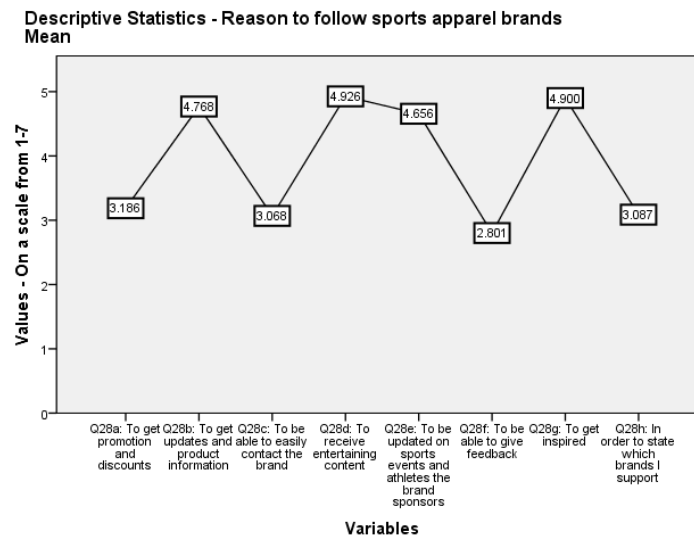 Descriptive Statistics - Reason to follow sports apparel brands
Mean
Values - On a scale from 1-7
5
4
3
2
1
0
3.186
4.768
3.068
4.926
4.656
2.801
4.900
3.087
Q28a: To get
promotion
and
discounts
Q28b: To get
updates and
product
information
Q28c: To be
able to easily
contact the
brand
Q28d: To
receive
entertaining
content
Q28e: To be
updated on
sports
events and
athletes the
brand
sponsors
Q28f: To be
able to give
feedback
Q28g: To get
inspired
Q28h: In
order to state
which
brands I
support
Variables